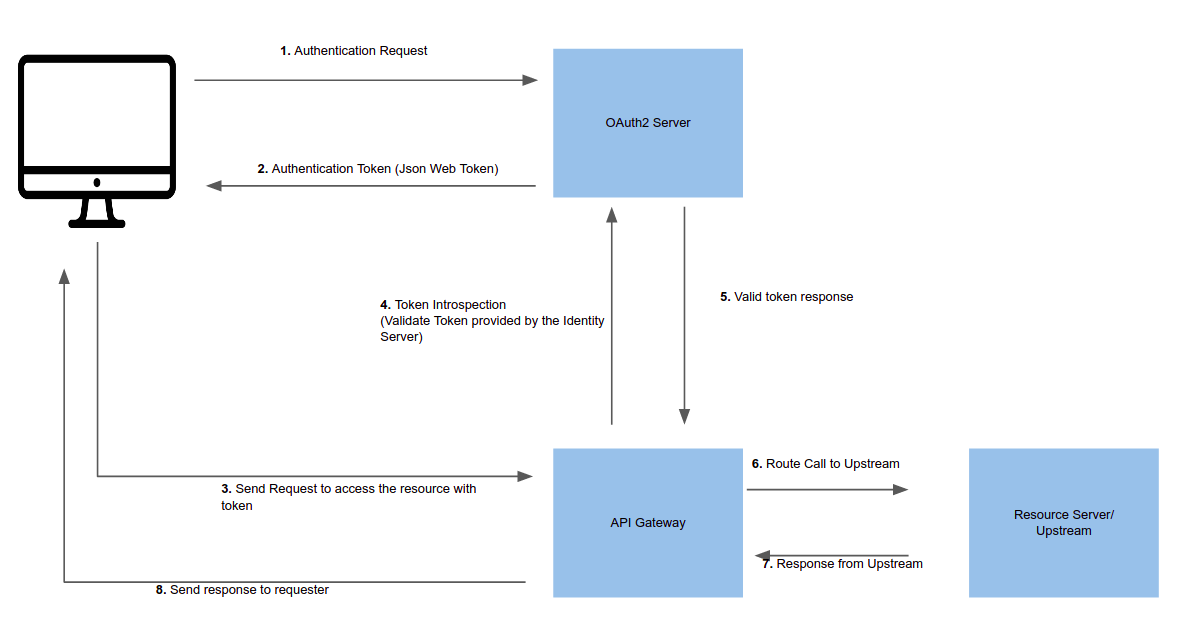 1. Authentication Request
OAuth2 Server
2. Authentication Token (Json Web Token)
4. Token Introspection
(Validate Token provided by the Identity
Server)
5. Valid token response
3. Send Request to access the resource with
token
API Gateway
6. Route Call to Upstream
Resource Server/
Upstream
7. Response from Upstream
8. Send response to requester